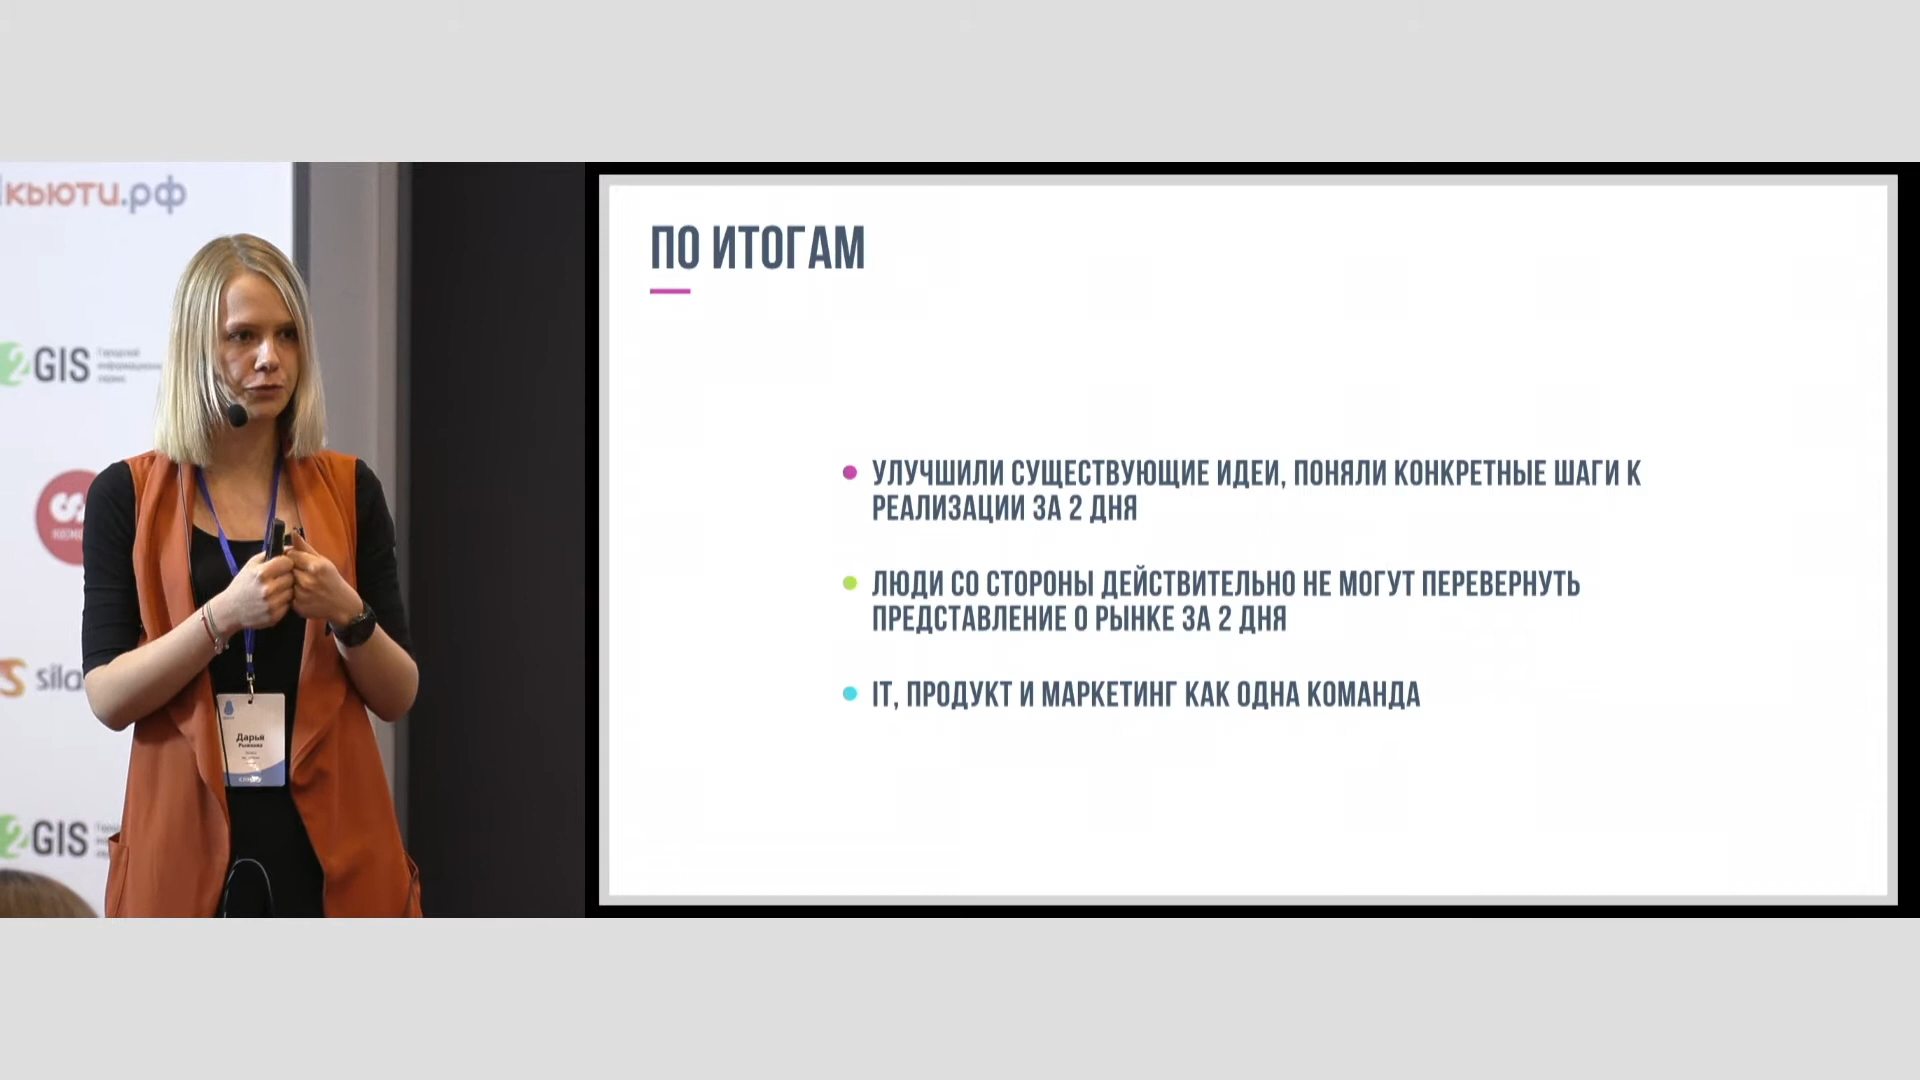 кьюти.рф
2GIS
sila
Дарья
2GIS
ПО ИТОГАМ
УЛУЧШИЛИ СУЩЕСТВУЮЩИЕ ИДЕИ, ПОНЯЛИ КОНКРЕТНЫЕ ШАГИ К
РЕАЛИЗАЦИИ ЗА 2 ДНЯ
ЛЮДИ СО СТОРОНЫ ДЕЙСТВИТЕЛЬНО НЕ МОГУТ ПЕРЕВЕРНУТЬ
ПРЕДСТАВЛЕНИЕ О РЫНКЕ ЗА 2 ДНЯ
IT, ПРОДУКТ И МАРКЕТИНГ КАК ОДНА КОМАНДА